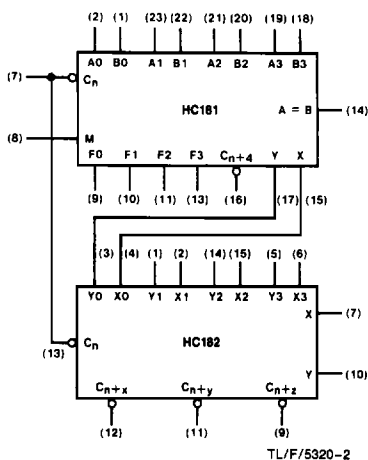 (2) (1) (23) (22) (21) (20) (19) (18)
A0 B0 A1 B1 A2 B2 A3 B3
(7) Cn
HC181
A = B (14)
(8) M
F0 F1 F2 F3 Cn+4 Y X
(9) (10) (11) (13) (16) (17) (15)
(3) (4) (1) (2) (14) (15) (5) (6)
Y0 X0 Y1 X1 Y2 X2 Y3 X3
X (7)
(13) Cn
HC182
Y (10)
Cn+x Cn+y Cn+z
(12) (11) (9)
TL/F/5320-2